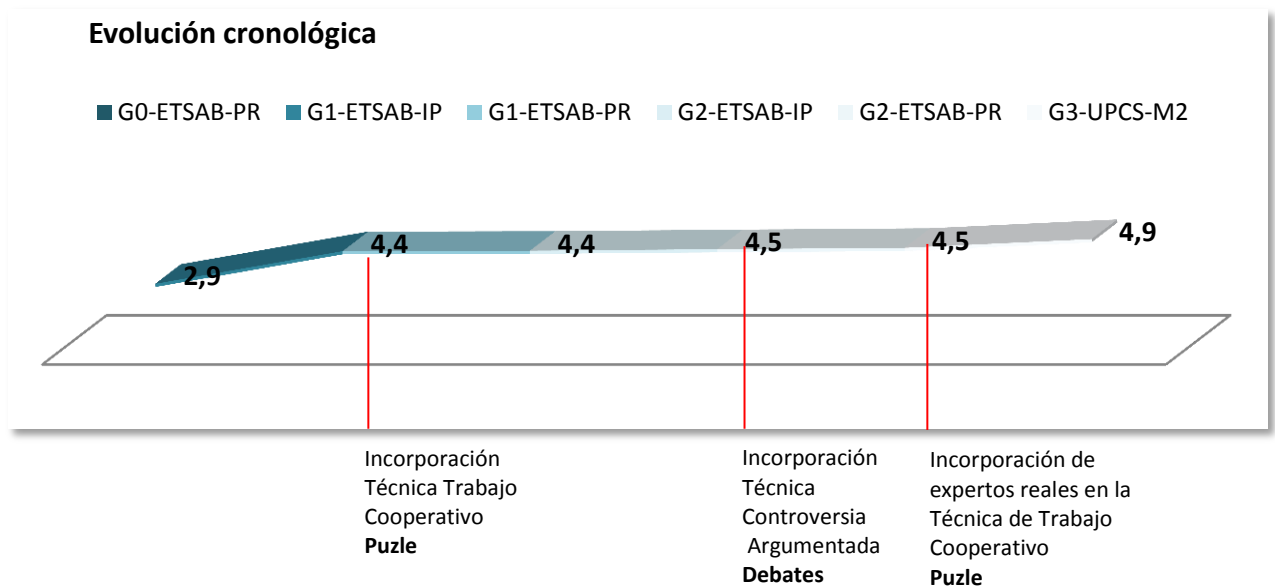 Evolución cronológica
G0-ETSAB-PR G1-ETSAB-IP G1-ETSAB-PR G2-ETSAB-IP G2-ETSAB-PR G3-UPCS-M2
2,9
4,4
4,4
4,5
4,5
4,9
Incorporación
Técnica Trabajo
Cooperativo
Puzle
Incorporación
Técnica
Controversia
Argumentada
Debates
Incorporación de
expertos reales en la
Técnica de Trabajo
Cooperativo
Puzle